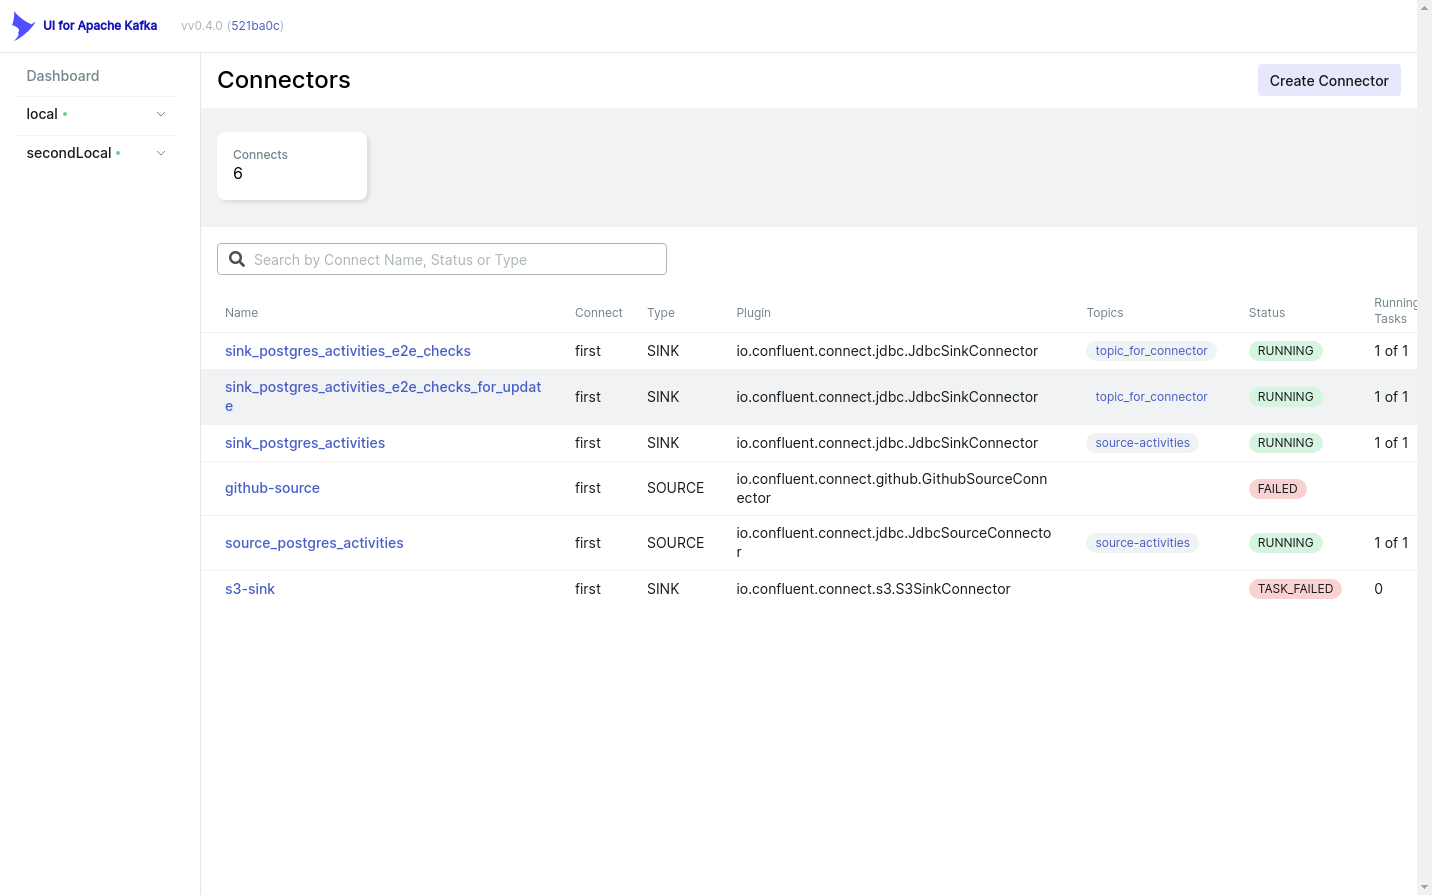 UI for Apache Kafka vv0.4.0 (521ba0c)
Dashboard
local
secondLocal
Connectors
Create Connector
Connects
6
Search by Connect Name, Status or Type
Name Connect Type Plugin Topics Status Running
Tasks
sink_postgres_activities_e2e_checks first SINK io.confluent.connect.jdbc.JdbcSinkConnector topic_for_connector RUNNING 1 of 1
sink_postgres_activities_e2e_checks_for_updat
e first SINK io.confluent.connect.jdbc.JdbcSinkConnector topic_for_connector RUNNING 1 of 1
sink_postgres_activities first SINK io.confluent.connect.jdbc.JdbcSinkConnector source-activities RUNNING 1 of 1
github-source first SOURCE io.confluent.connect.github.GithubSourceConn
ector FAILED
source_postgres_activities first SOURCE io.confluent.connect.jdbc.JdbcSourceConnecto
r source-activities RUNNING 1 of 1
s3-sink first SINK io.confluent.connect.s3.S3SinkConnector TASK_FAILED 0